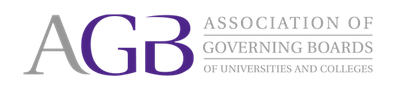 AGB
ASSOCIATION OF
GOVERNING BOARDS
OF UNIVERSITIES AND COLLEGES